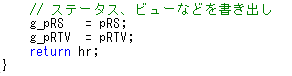 // ステータス、ビューなどを書き出し
g_pRS   = pRS;
g_pRTV  = pRTV;
return hr;
}